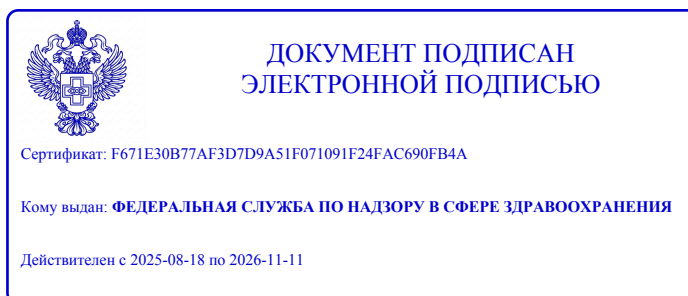 ДОКУМЕНТ ПОДПИСАН
ЭЛЕКТРОННОЙ ПОДПИСЬЮ
Сертификат: F671E30B77AF3D7D9A51F071091F24FAC690FB4A
Кому выдан: ФЕДЕРАЛЬНАЯ СЛУЖБА ПО НАДЗОРУ В СФЕРЕ ЗДРАВООХРАНЕНИЯ
Действителен с 2025-08-18 по 2026-11-11